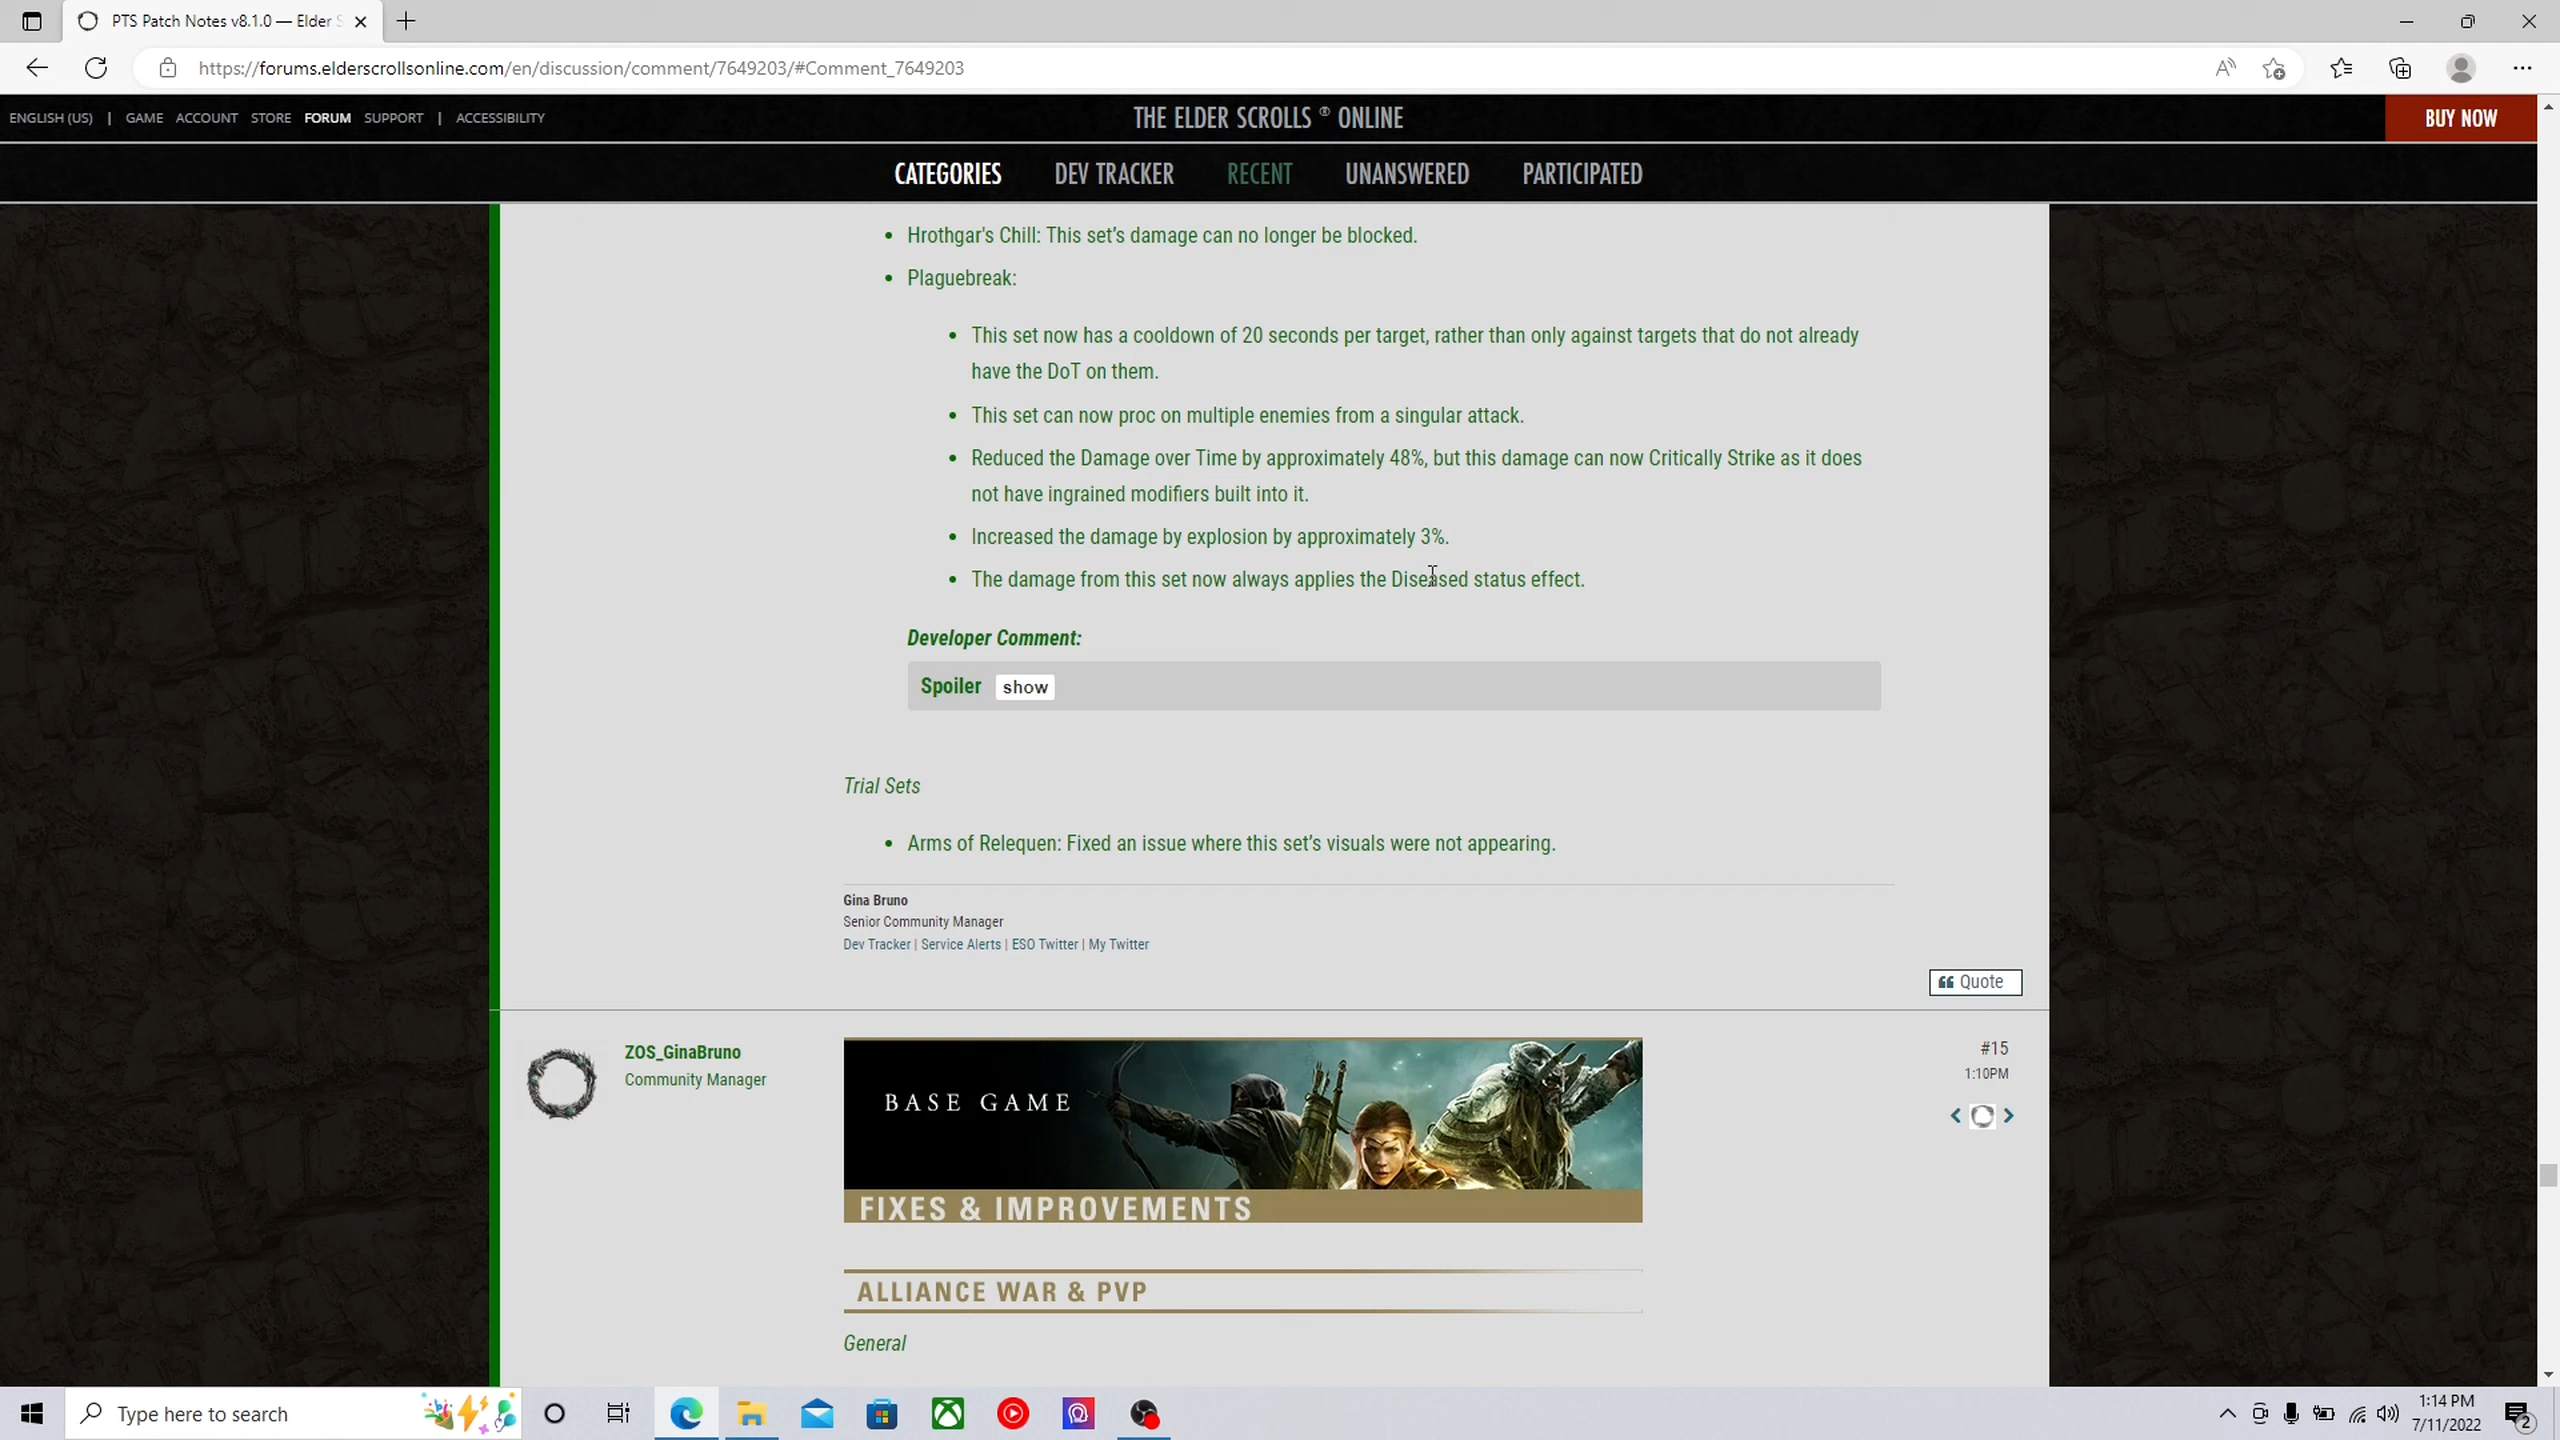 PTS Patch Notes v8.1.0 — Elder S
https://forums.elderscrollsonline.com/en/discussion/comment/7649203/#Comment_7649203
ENGLISH (US) | GAME ACCOUNT STORE FORUM SUPPORT | ACCESSIBILITY
THE ELDER SCROLLS ® ONLINE
BUY NOW
CATEGORIES DEV TRACKER RECENT UNANSWERED PARTICIPATED
• Hrothgar's Chill: This set's damage can no longer be blocked.
• Plaguebreak:
• This set now has a cooldown of 20 seconds per target, rather than only against targets that do not already
have the DoT on them.
• This set can now proc on multiple enemies from a singular attack.
• Reduced the Damage over Time by approximately 48%, but this damage can now Critically Strike as it does
not have ingrained modifiers built into it.
• Increased the damage by explosion by approximately 3%.
• The damage from this set now always applies the Diseased status effect.
Developer Comment:
Spoiler show
Trial Sets
• Arms of Relequen: Fixed an issue where this set's visuals were not appearing.
Gina Bruno
Senior Community Manager
Dev Tracker | Service Alerts | ESO Twitter | My Twitter
Quote
ZOS_GinaBruno
Community Manager
#15
1:10PM
BASE GAME
FIXES & IMPROVEMENTS
ALLIANCE WAR & PVP
General
Type here to search
1:14 PM
7/11/2022
2